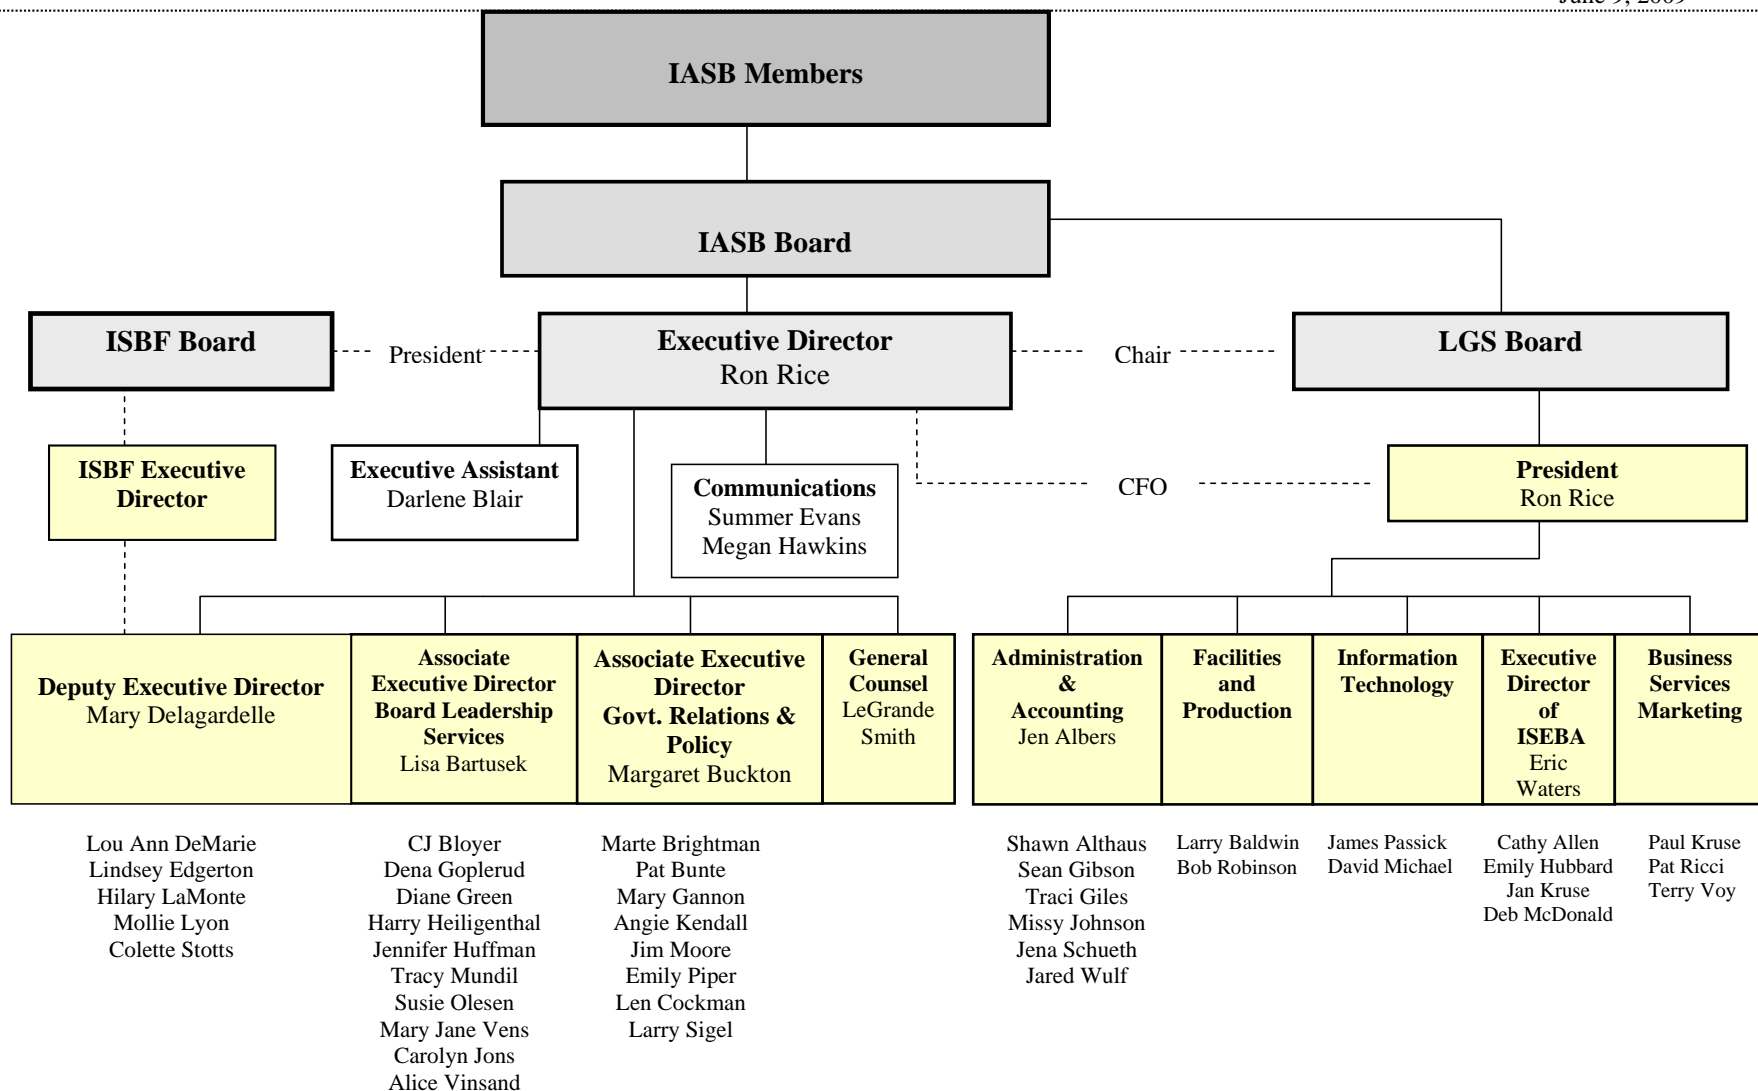 June 9, 2009
IASB Members
IASB Board
ISBF Board
President
Executive Director
Ron Rice
Chair
LGS Board
ISBF Executive
Director
Executive Assistant
Darlene Blair
Communications
Summer Evans
Megan Hawkins
CFO
President
Ron Rice
Deputy Executive Director
Mary Delagardelle
Associate
Executive Director
Board Leadership
Services
Lisa Bartusek
Associate Executive
Director
Govt. Relations &
Policy
Margaret Buckton
General
Counsel
LeGrande
Smith
Administration
&
Accounting
Jen Albers
Facilities
and
Production
Information
Technology
Executive
Director
of
ISEBA
Eric
Waters
Business
Services
Marketing
Lou Ann DeMarie
Lindsey Edgerton
Hilary LaMonte
Mollie Lyon
Colette Stotts
CJ Bloyer
Dena Goplerud
Diane Green
Harry Heiligenthal
Jennifer Huffman
Tracy Mundil
Susie Olesen
Mary Jane Vens
Carolyn Jons
Alice Vinsand
Marte Brightman
Pat Bunte
Mary Gannon
Angie Kendall
Jim Moore
Emily Piper
Len Cockman
Larry Sigel
Shawn Althaus
Sean Gibson
Traci Giles
Missy Johnson
Jena Schueth
Jared Wulf
Larry Baldwin
Bob Robinson
James Passick
David Michael
Cathy Allen
Emily Hubbard
Jan Kruse
Deb McDonald
Paul Kruse
Pat Ricci
Terry Voy